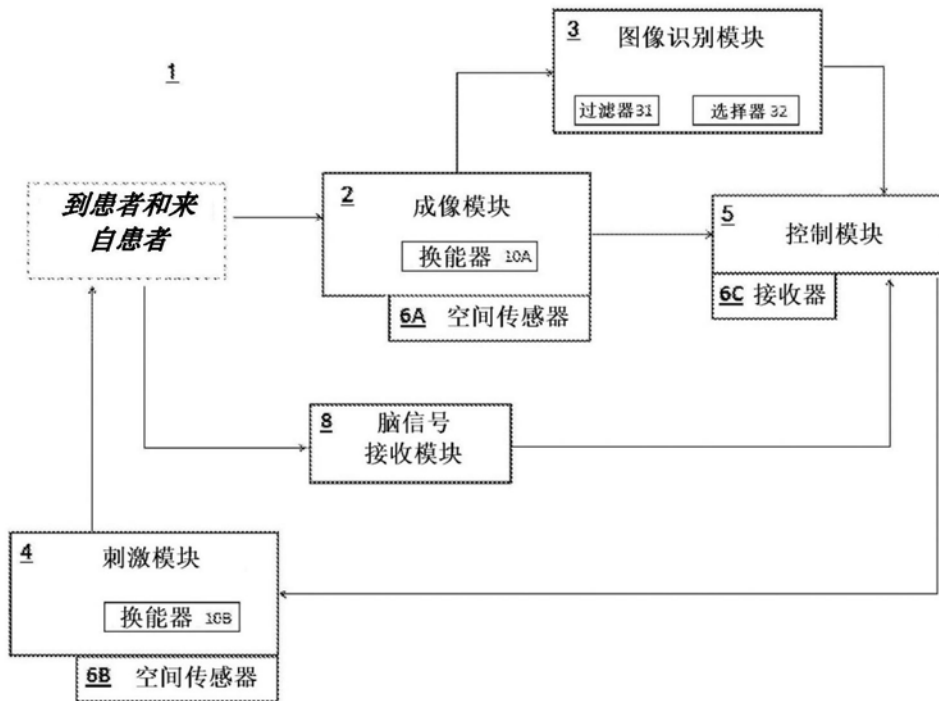 3 图像识别模块
过滤器31 选择器32
1
到患者和来
自患者
2 成像模块
换能器 10A
6A 空间传感器
5 控制模块
6C 接收器
8 脑信号
接收模块
4 刺激模块
换能器 10B
6B 空间传感器